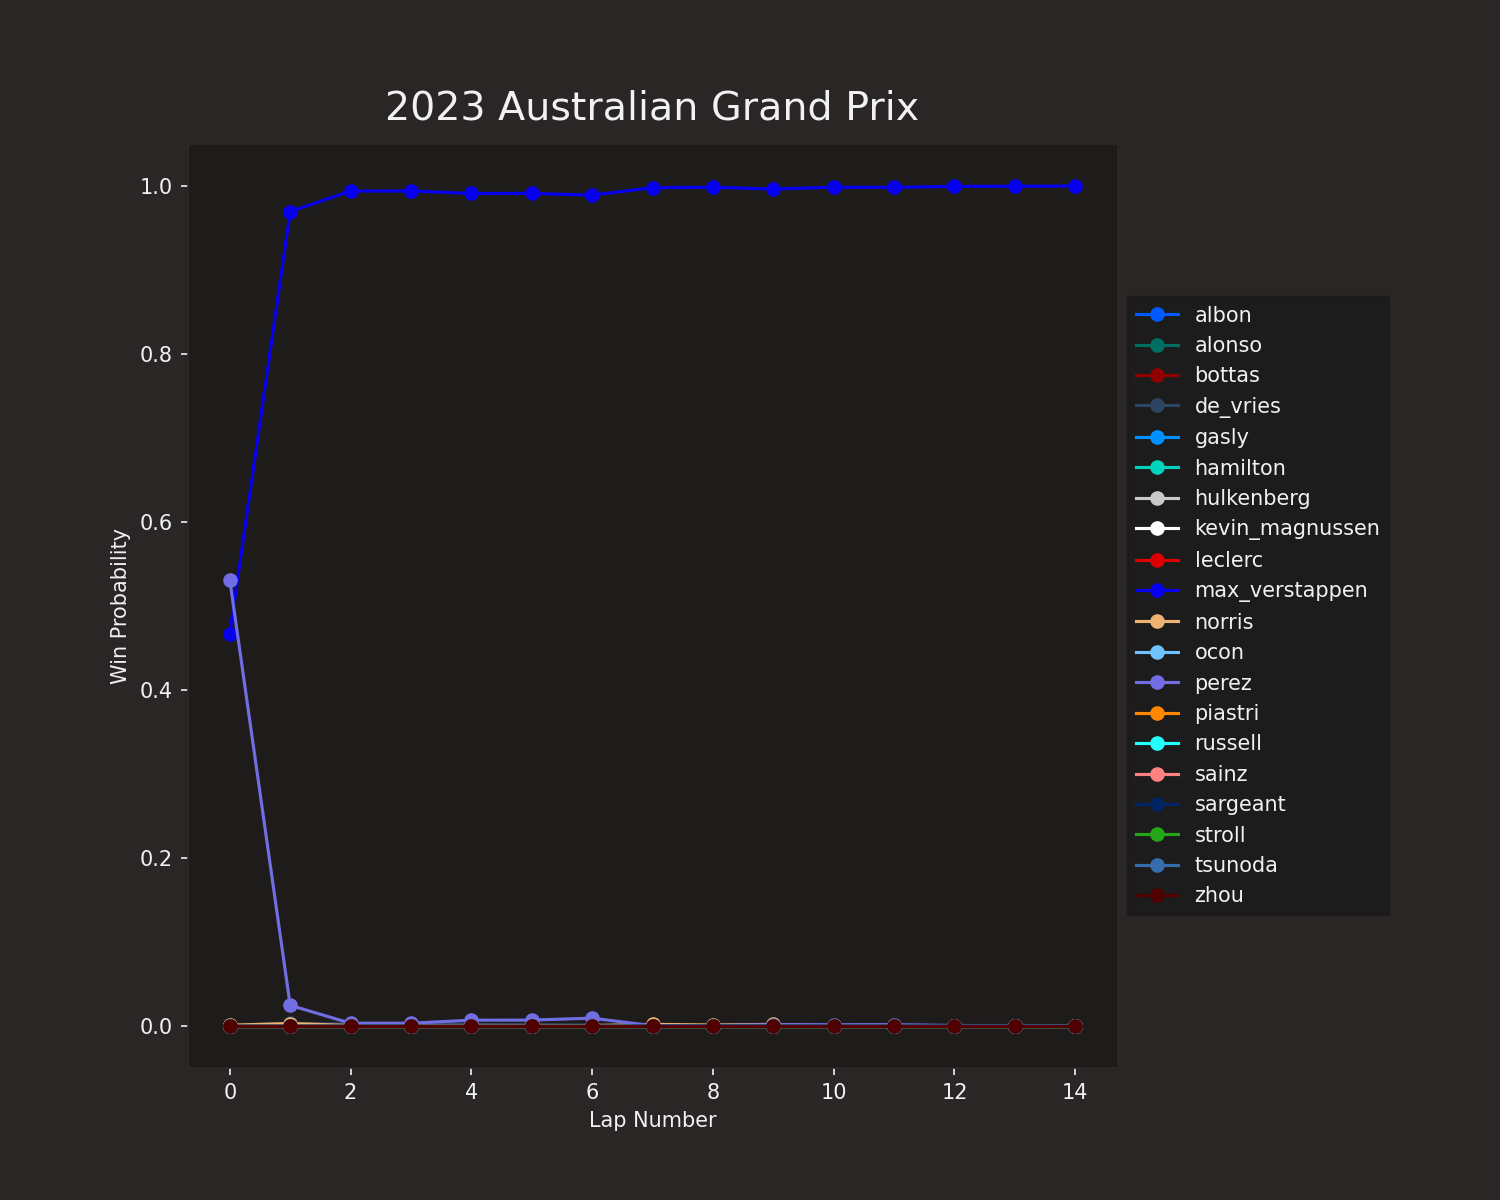 2023 Australian Grand Prix
1.0
0.8
0.6
0.4
0.2
0.0
Win Probability
0 2 4 6 8 10 12 14
Lap Number
albon
alonso
bottas
de_vries
gasly
hamilton
hulkenberg
kevin_magnussen
leclerc
max_verstappen
norris
ocon
perez
piastri
russell
sainz
sargeant
stroll
tsunoda
zhou